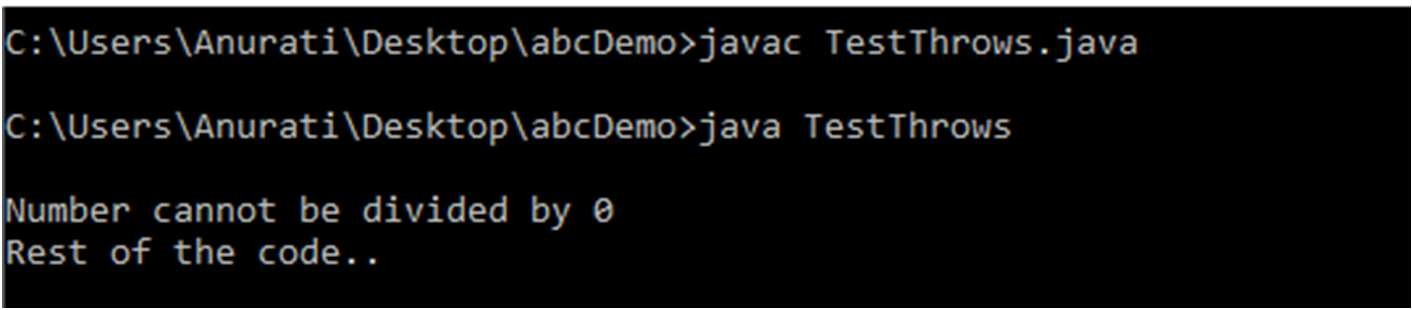 C:\Users\Anurati\Desktop\abcDemo>javac TestThrows.java
C:\Users\Anurati\Desktop\abcDemo>java TestThrows
Number cannot be divided by 0
Rest of the code..